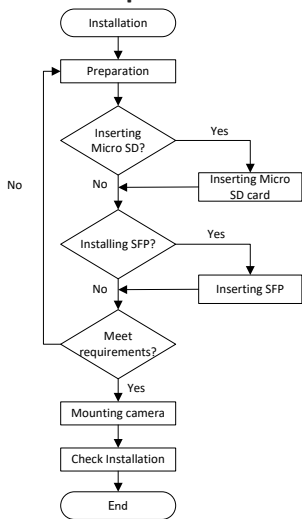 Installation
Preparation
Inserting
Micro SD?
Yes
No
No
Inserting Micro
SD card
Installing SFP?
Yes
No
Inserting SFP
Meet
requirements?
Yes
Mounting camera
Check Installation
End